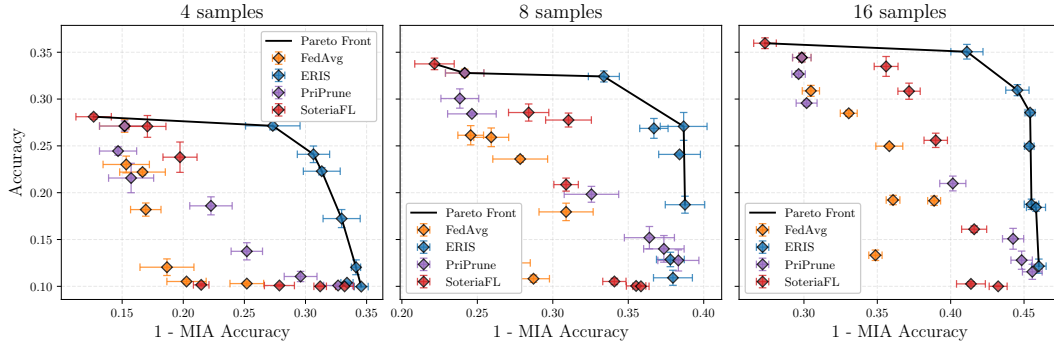 4 samples
8 samples
16 samples
Accuracy
0.35
0.30
0.25
0.20
0.15
0.10
Pareto Front
FedAvg
ERIS
PriPrune
SoteriaFL
0.15
0.20
0.25
0.30
0.35
1 - MIA Accuracy
Pareto Front
FedAvg
ERIS
PriPrune
SoteriaFL
0.20
0.25
0.30
0.35
0.40
1 - MIA Accuracy
Pareto Front
FedAvg
ERIS
PriPrune
SoteriaFL
0.30
0.35
0.40
0.45
1 - MIA Accuracy